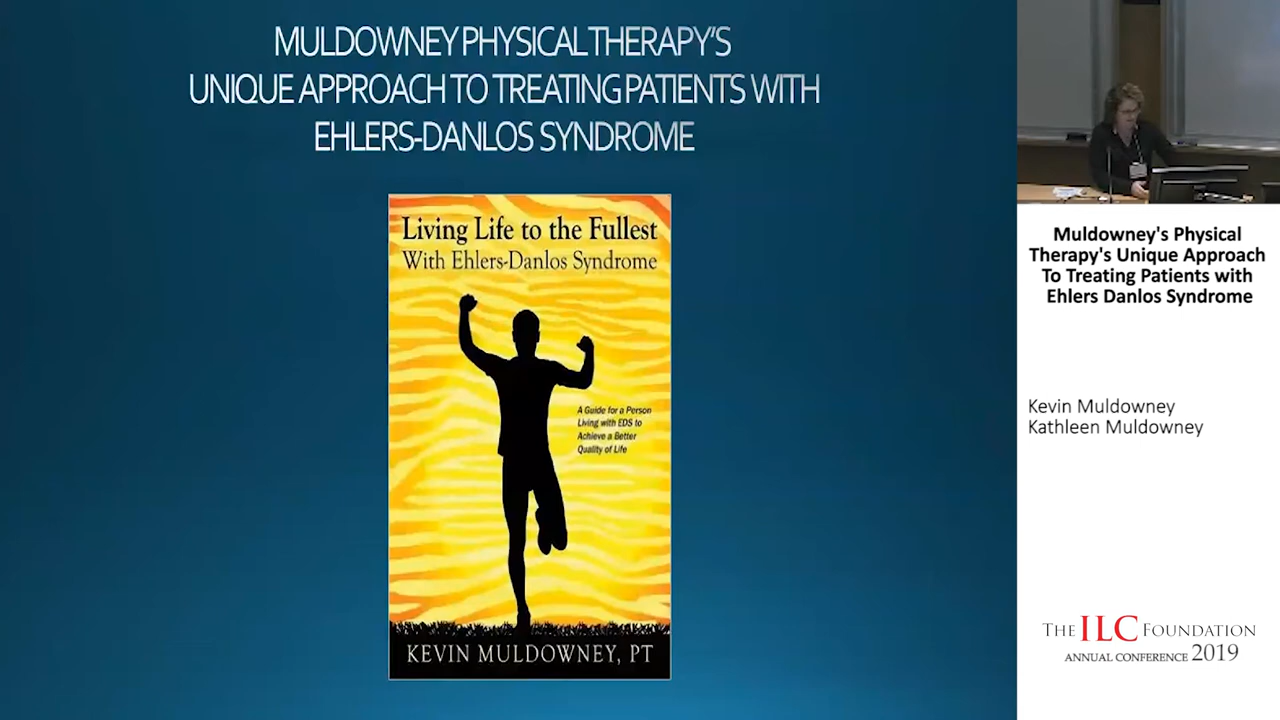 MULDOWNEY PHYSICAL THERAPY'S
UNIQUE APPROACH TO TREATING PATIENTS WITH
EHLERS-DANLOS SYNDROME
Living Life to the Fullest
With Ehlers-Danlos Syndrome
A Guide for a Person
Living with EDS to
Achieve a Better
Quality of Life
KEVIN MULDOWNEY, PT
Muldowney's Physical
Therapy's Unique Approach
To Treating Patients with
Ehlers Danlos Syndrome
Kevin Muldowney
Kathleen Muldowney
THE ILC FOUNDATION
ANNUAL CONFERENCE 2019